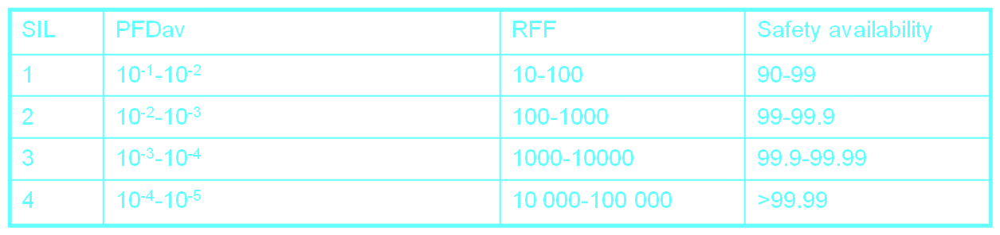 SIL PFDav RFF Safety availability
1 10⁻¹-10⁻² 10-100 90-99
2 10⁻²-10⁻³ 100-1000 99-99.9
3 10⁻³-10⁻⁴ 1000-10000 99.9-99.99
4 10⁻⁴-10⁻⁵ 10 000-100 000 >99.99